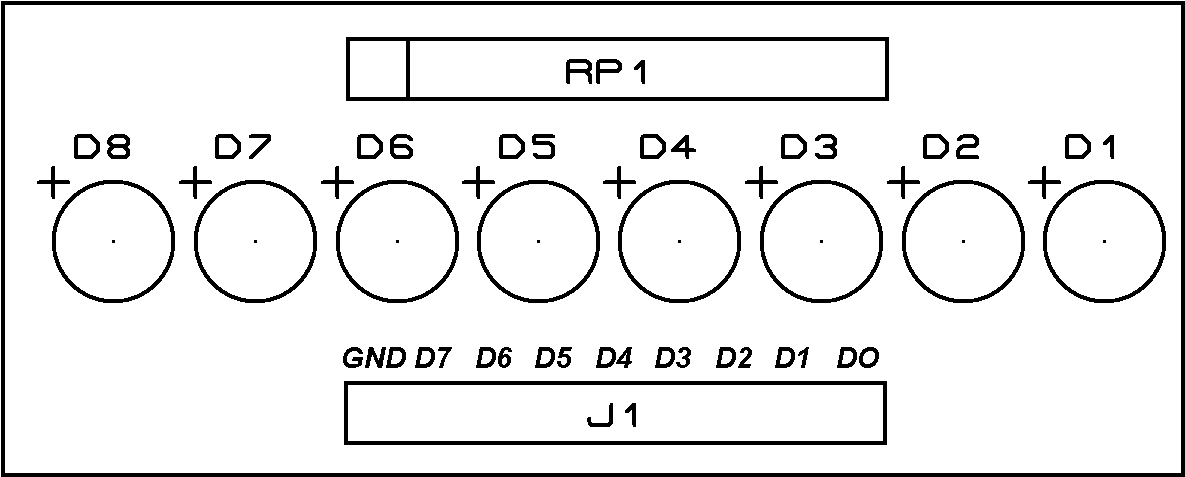 RP1
D8 D7 D6 D5 D4 D3 D2 D1
+ + + + + + + +
GND D7 D6 D5 D4 D3 D2 D1 DO
J1